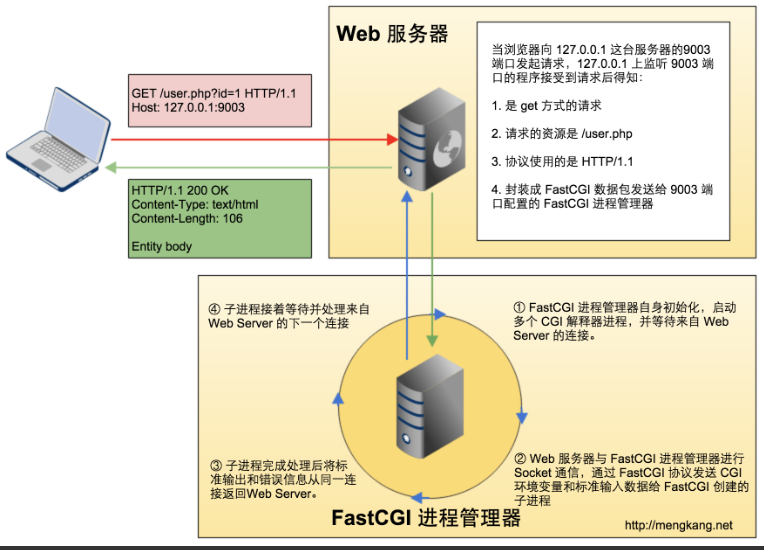 Web 服务器
当浏览器向 127.0.0.1 这台服务器的9003
端口发起请求，127.0.0.1 上监听 9003 端
口的程序接受到请求后得知：
1. 是 get 方式的请求
2. 请求的资源是 /user.php
3. 协议使用的是 HTTP/1.1
4. 封装成 FastCGI 数据包发送给 9003 端
口配置的 FastCGI 进程管理器
GET /user.php?id=1 HTTP/1.1
Host: 127.0.0.1:9003
HTTP/1.1 200 OK
Content-Type: text/html
Content-Length: 106
Entity body
④ 子进程接着等待并处理来自
Web Server 的下一个连接
① FastCGI 进程管理器自身初始化，启动
多个 CGI 解释器进程，并等待来自 Web
Server 的连接。
③ 子进程完成处理后将标
准输出和错误信息从同一连
接返回Web Server。
② Web 服务器与 FastCGI 进程管理器进行
Socket 通信，通过 FastCGI 协议发送 CGI
环境变量和标准输入数据给 FastCGI 创建的
子进程
FastCGI 进程管理器
http://mengkang.net